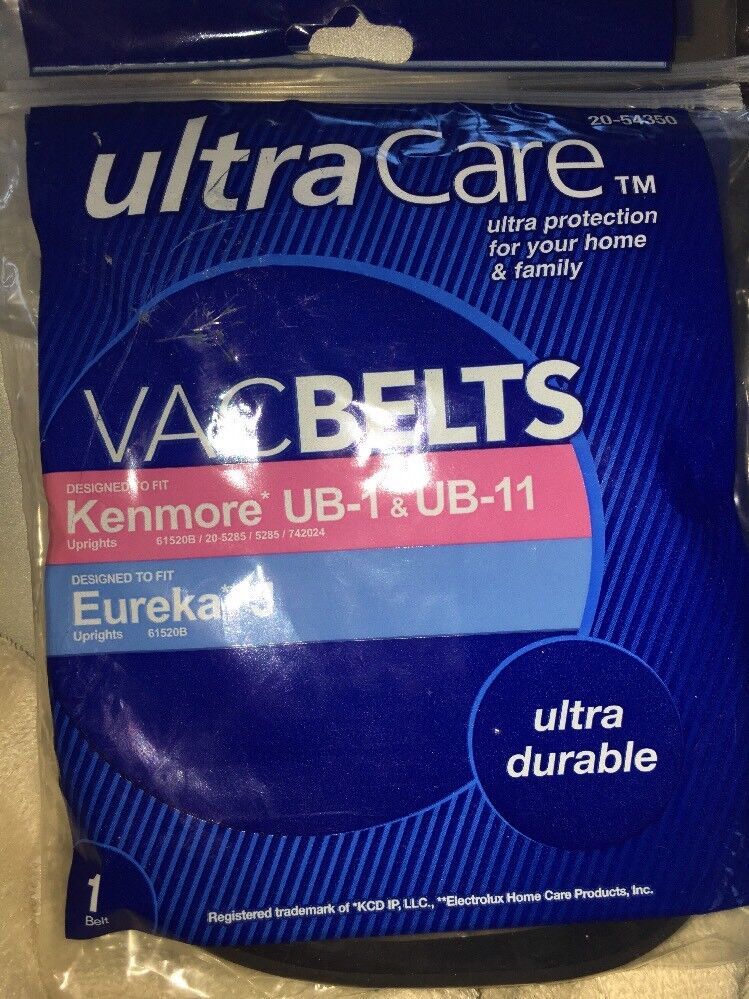 20-54350
ultraCare™
ultra protection
for your home
& family
VACBELTS
DESIGNED TO FIT
Kenmore* UB-1 & UB-11
Uprights 61520B / 20-5285 / 5285 / 742024
DESIGNED TO FIT
Eureka
Uprights 61520B
ultra
durable
1
Belt
Registered trademark of *KCD IP, LLC., **Electrolux Home Care Products, Inc.